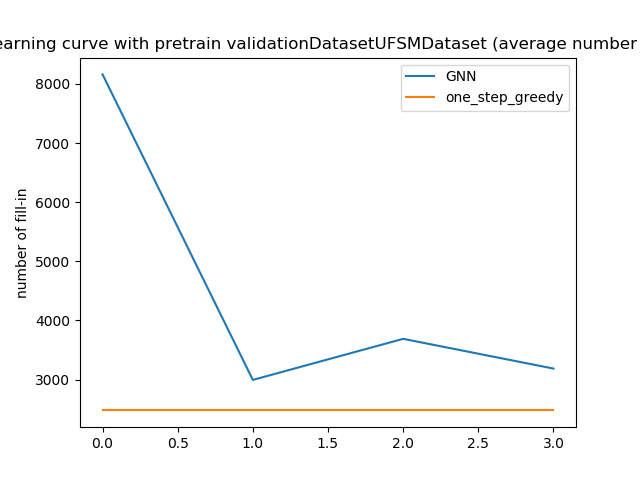 earning curve with pretrain validationDatasetUFSMDataset (average number
GNN
one_step_greedy
number of fill-in
8000
7000
6000
5000
4000
3000
0.0 0.5 1.0 1.5 2.0 2.5 3.0